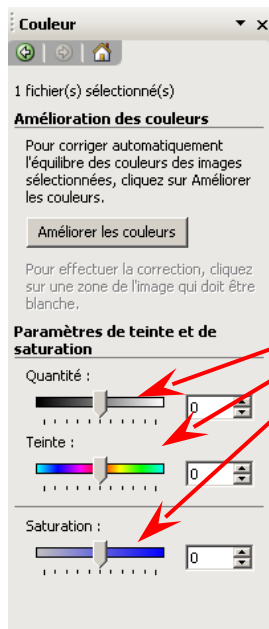 Couleur
1 fichier(s) sélectionné(s)
Amélioration des couleurs
Pour corriger automatiquement
l'équilibre des couleurs des images
sélectionnées, cliquez sur Améliorer
les couleurs.
Améliorer les couleurs
Pour effectuer la correction, cliquez
sur une zone de l'image qui doit être
blanche.
Paramètres de teinte et de
saturation
Quantité :
0
Teinte :
0
Saturation :
0